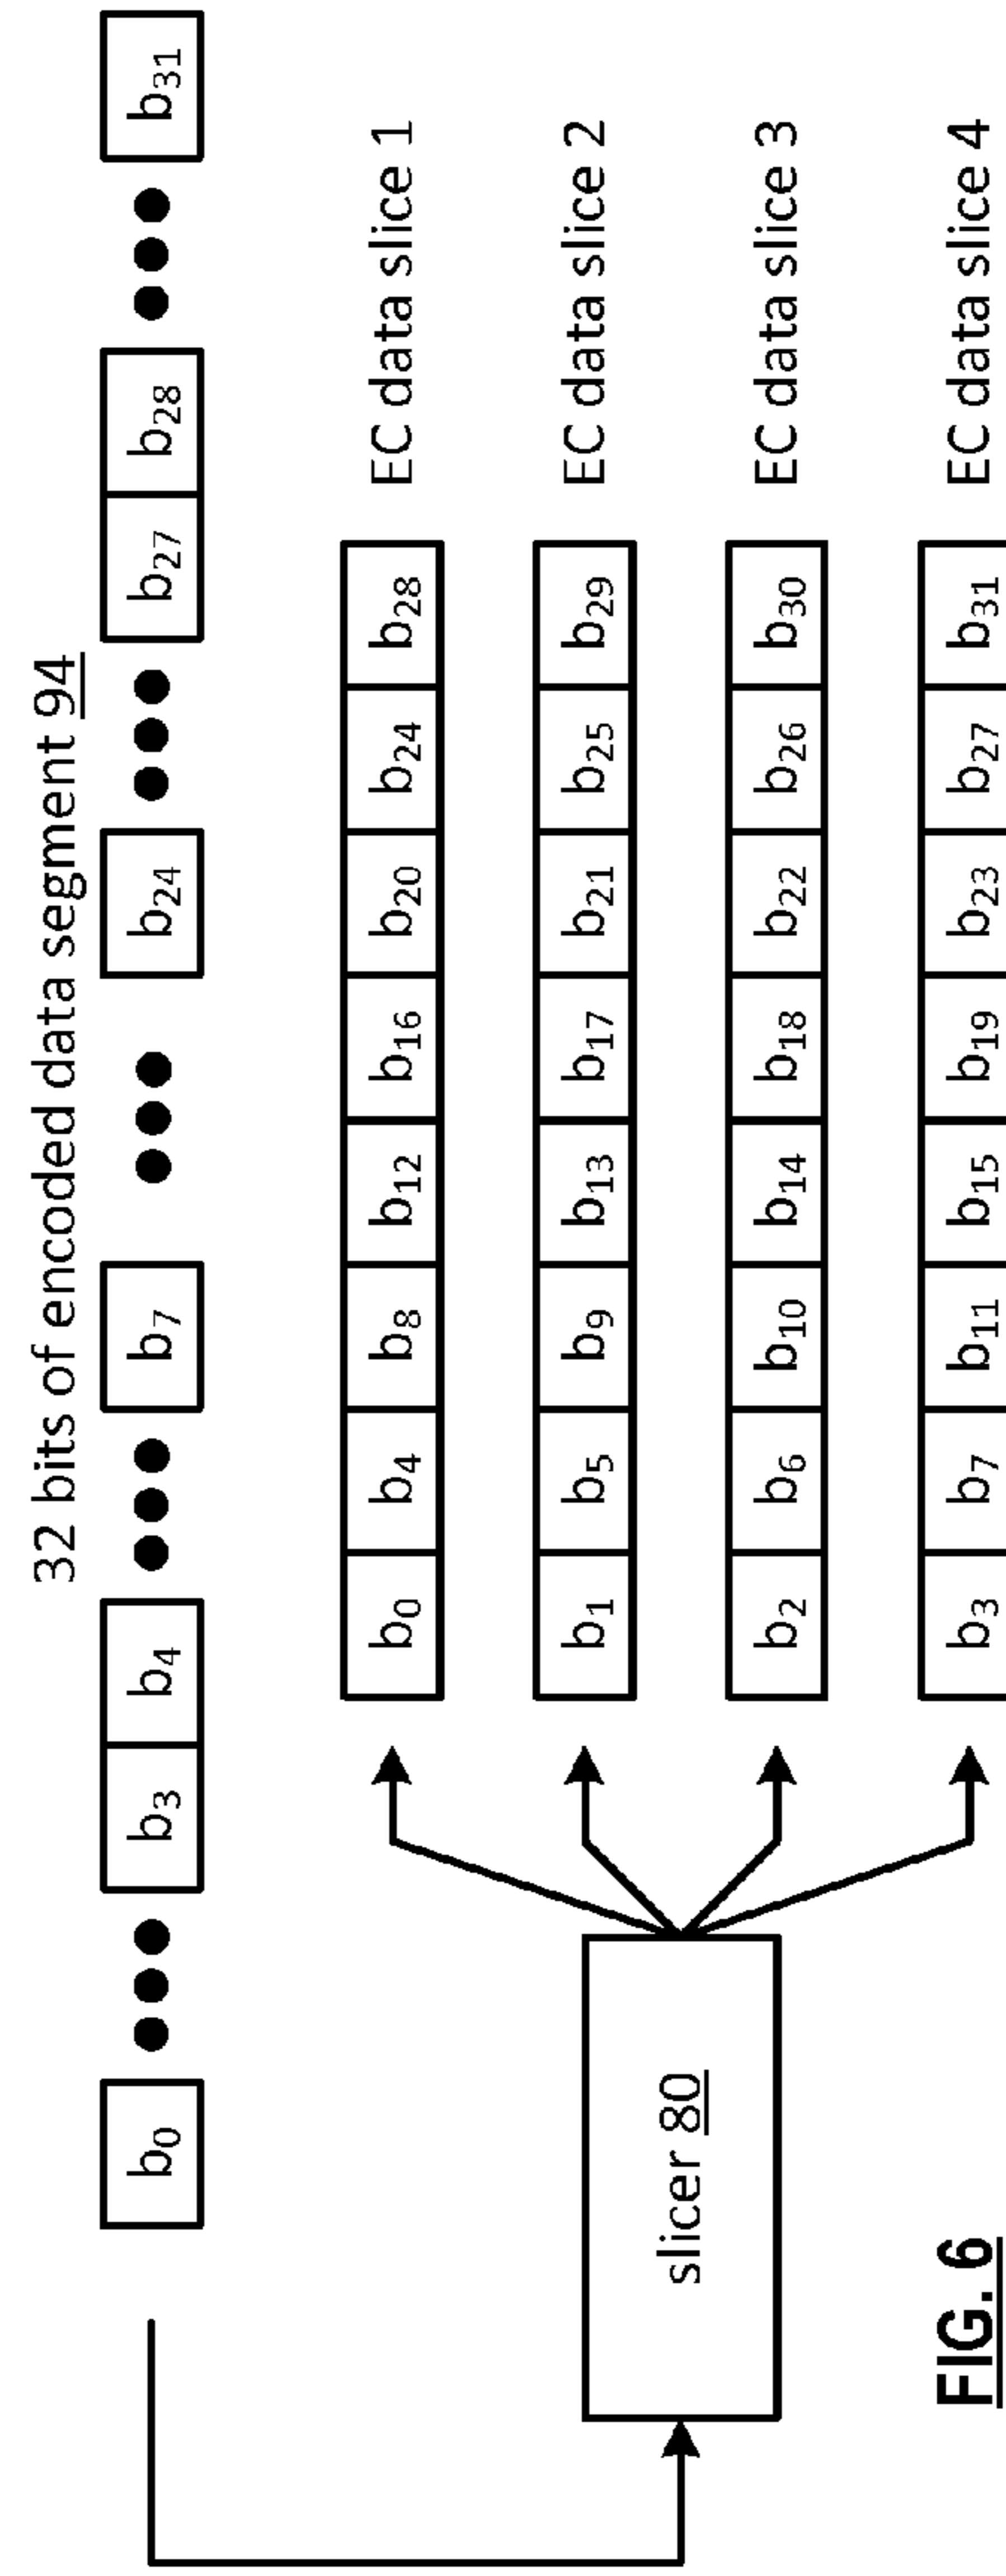 32 bits of encoded data segment 94
b0 ●●● b3 b4 ●●● b7 ●●● b24 ●●● b27 b28 ●●● b31
b0 b4 b8 b12 b16 b20 b24 b28 EC data slice 1
b1 b5 b9 b13 b17 b21 b25 b29 EC data slice 2
slicer 80
b2 b6 b10 b14 b18 b22 b26 b30 EC data slice 3
b3 b7 b11 b15 b19 b23 b27 b31 EC data slice 4
FIG. 6